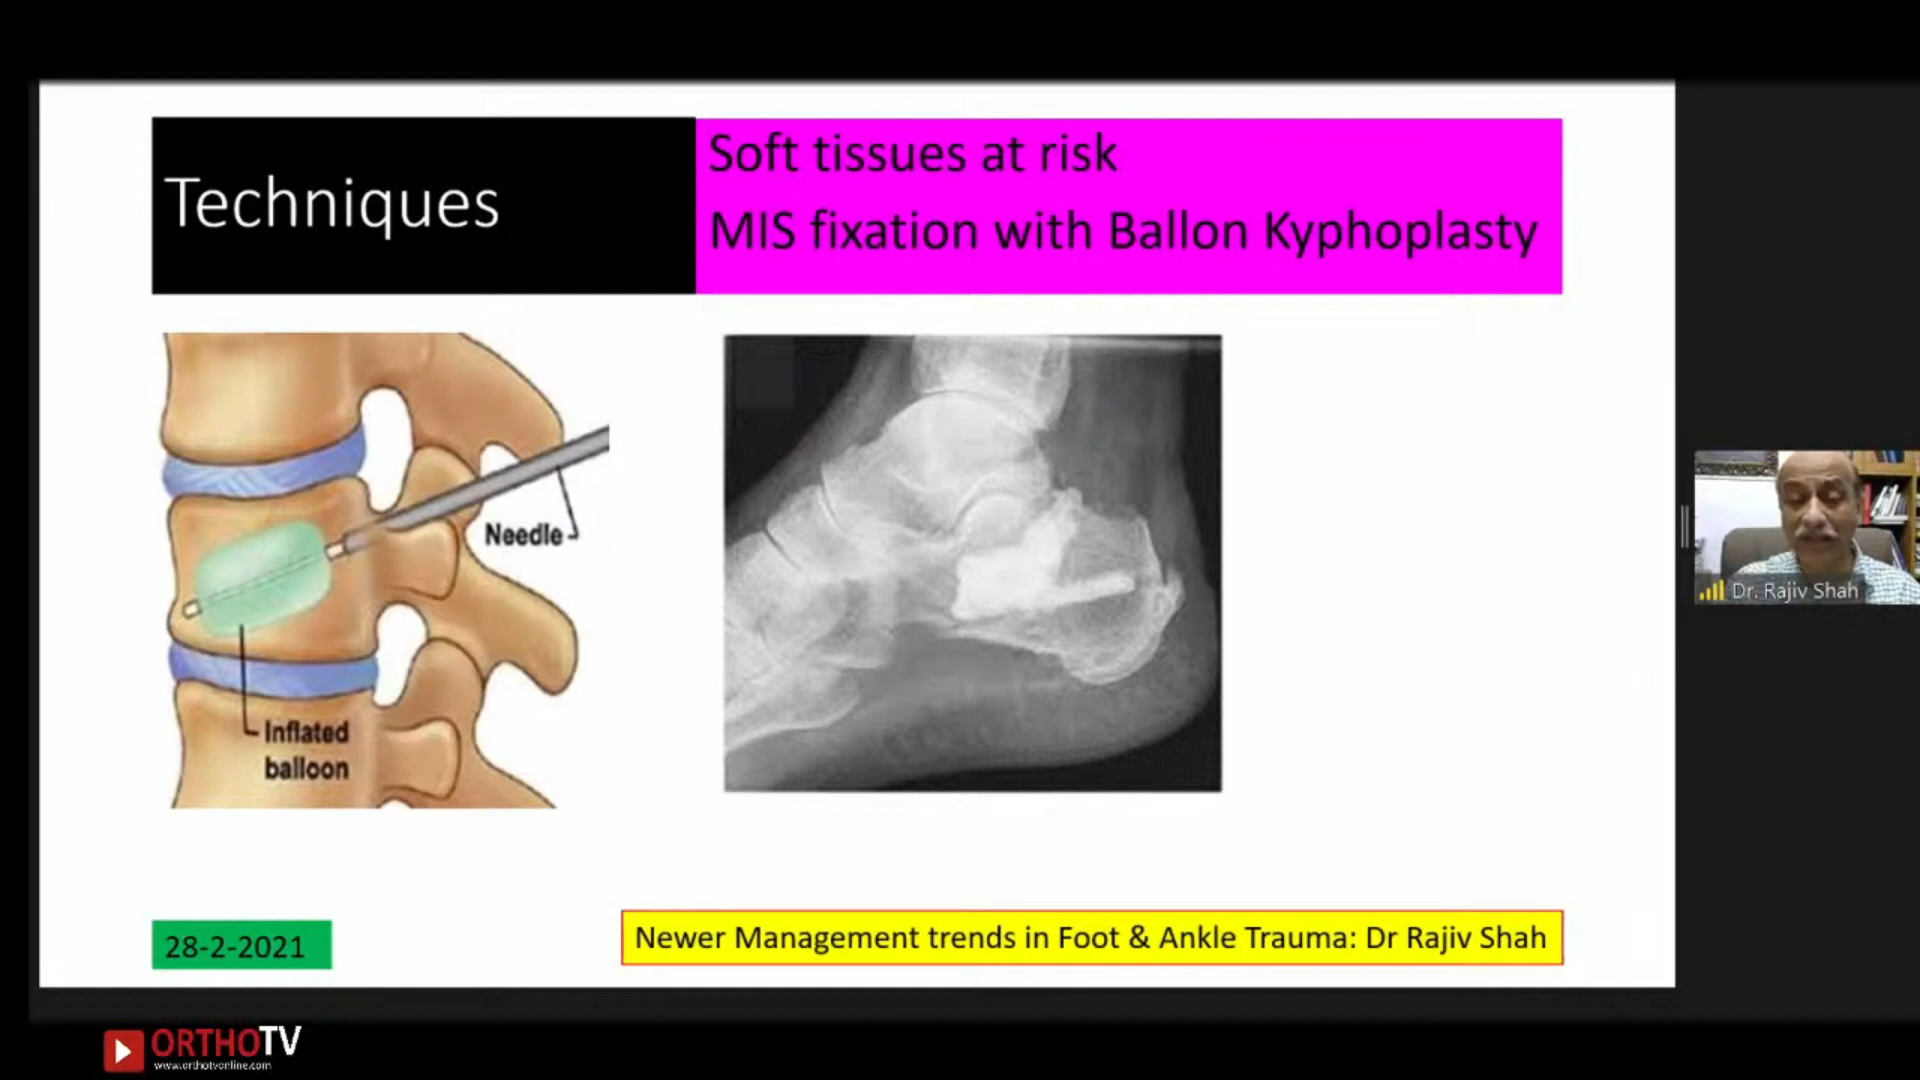 Techniques
Soft tissues at risk
MIS fixation with Ballon Kyphoplasty
Needle
Inflated
balloon
Dr. Rajiv Shah
28-2-2021
Newer Management trends in Foot & Ankle Trauma: Dr Rajiv Shah
ORTHOTV
www.orthotvonline.com